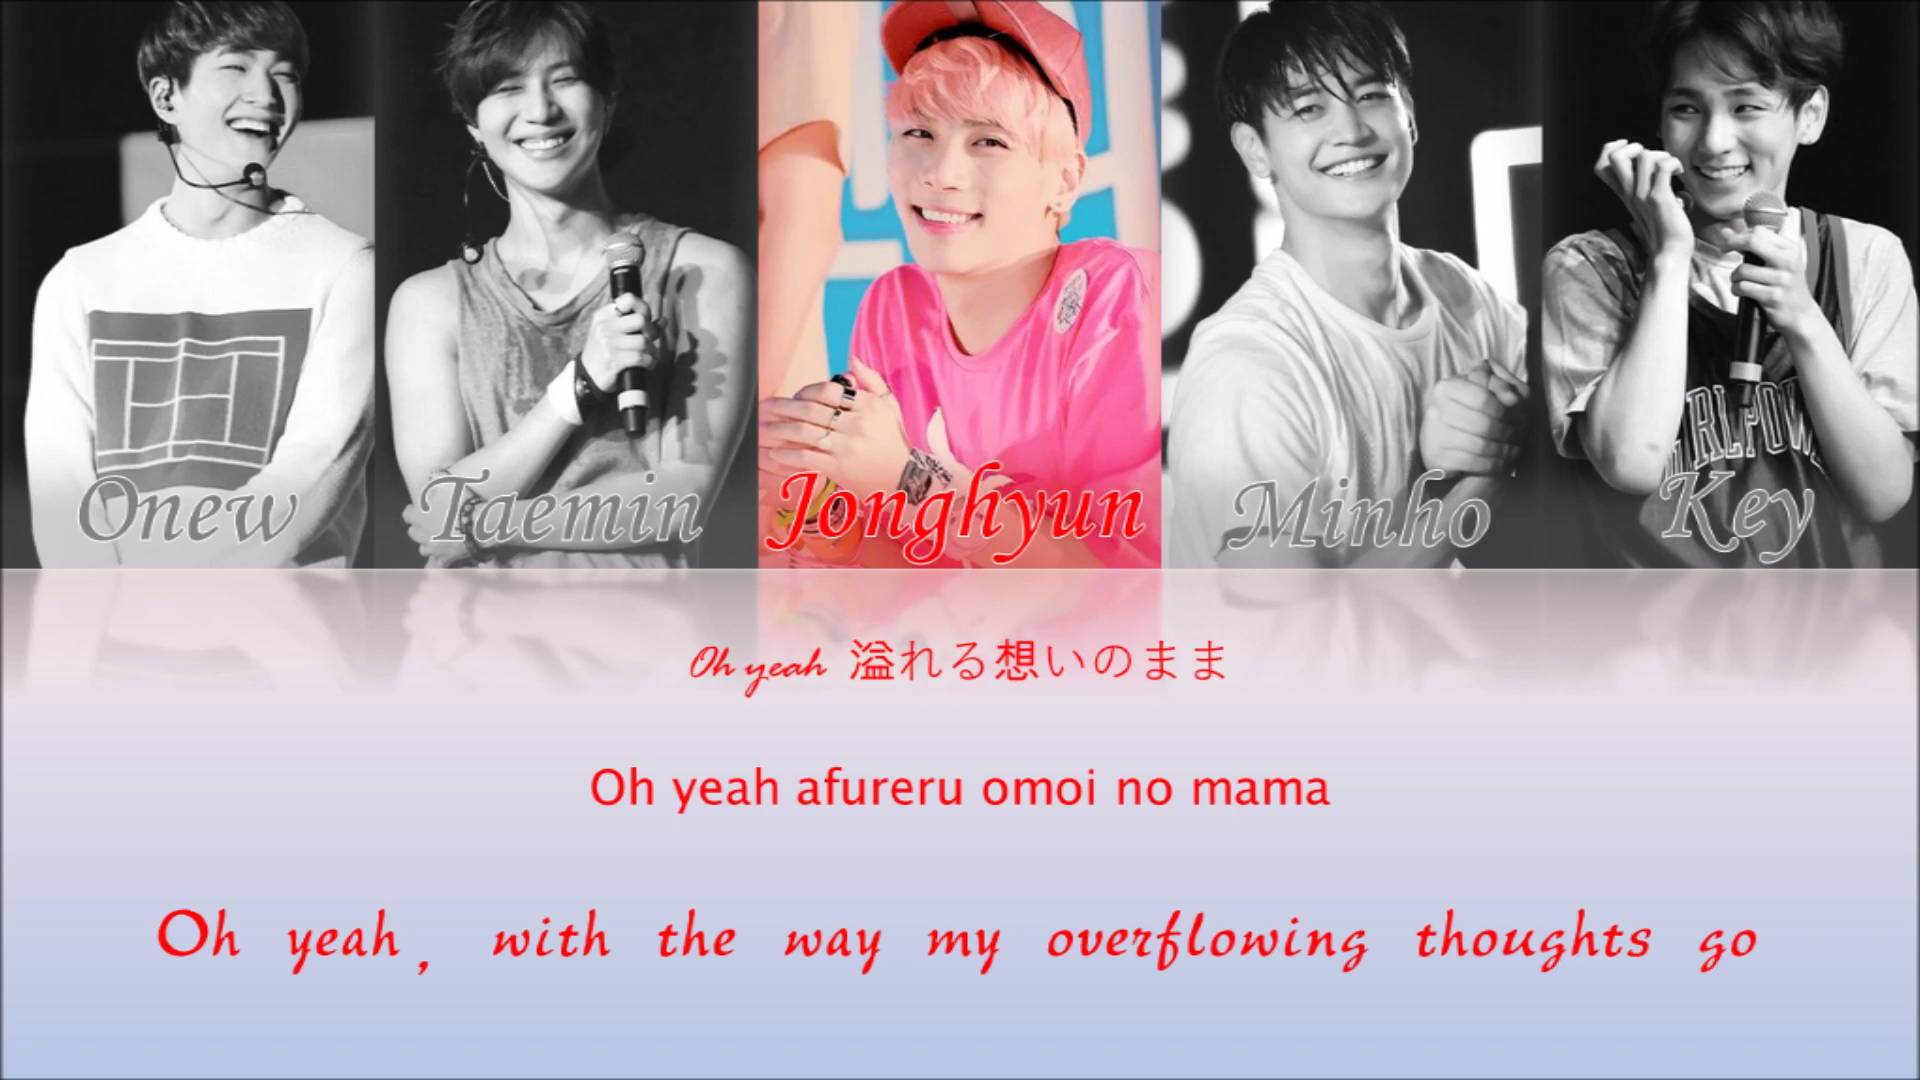 GIRLPOW
Onew
Taemin
Jonghyun
Minho
Key
Oh yeah 溢れる想いのまま
Oh yeah afureru omoi no mama
Oh yeah, with the way my overflowing thoughts go